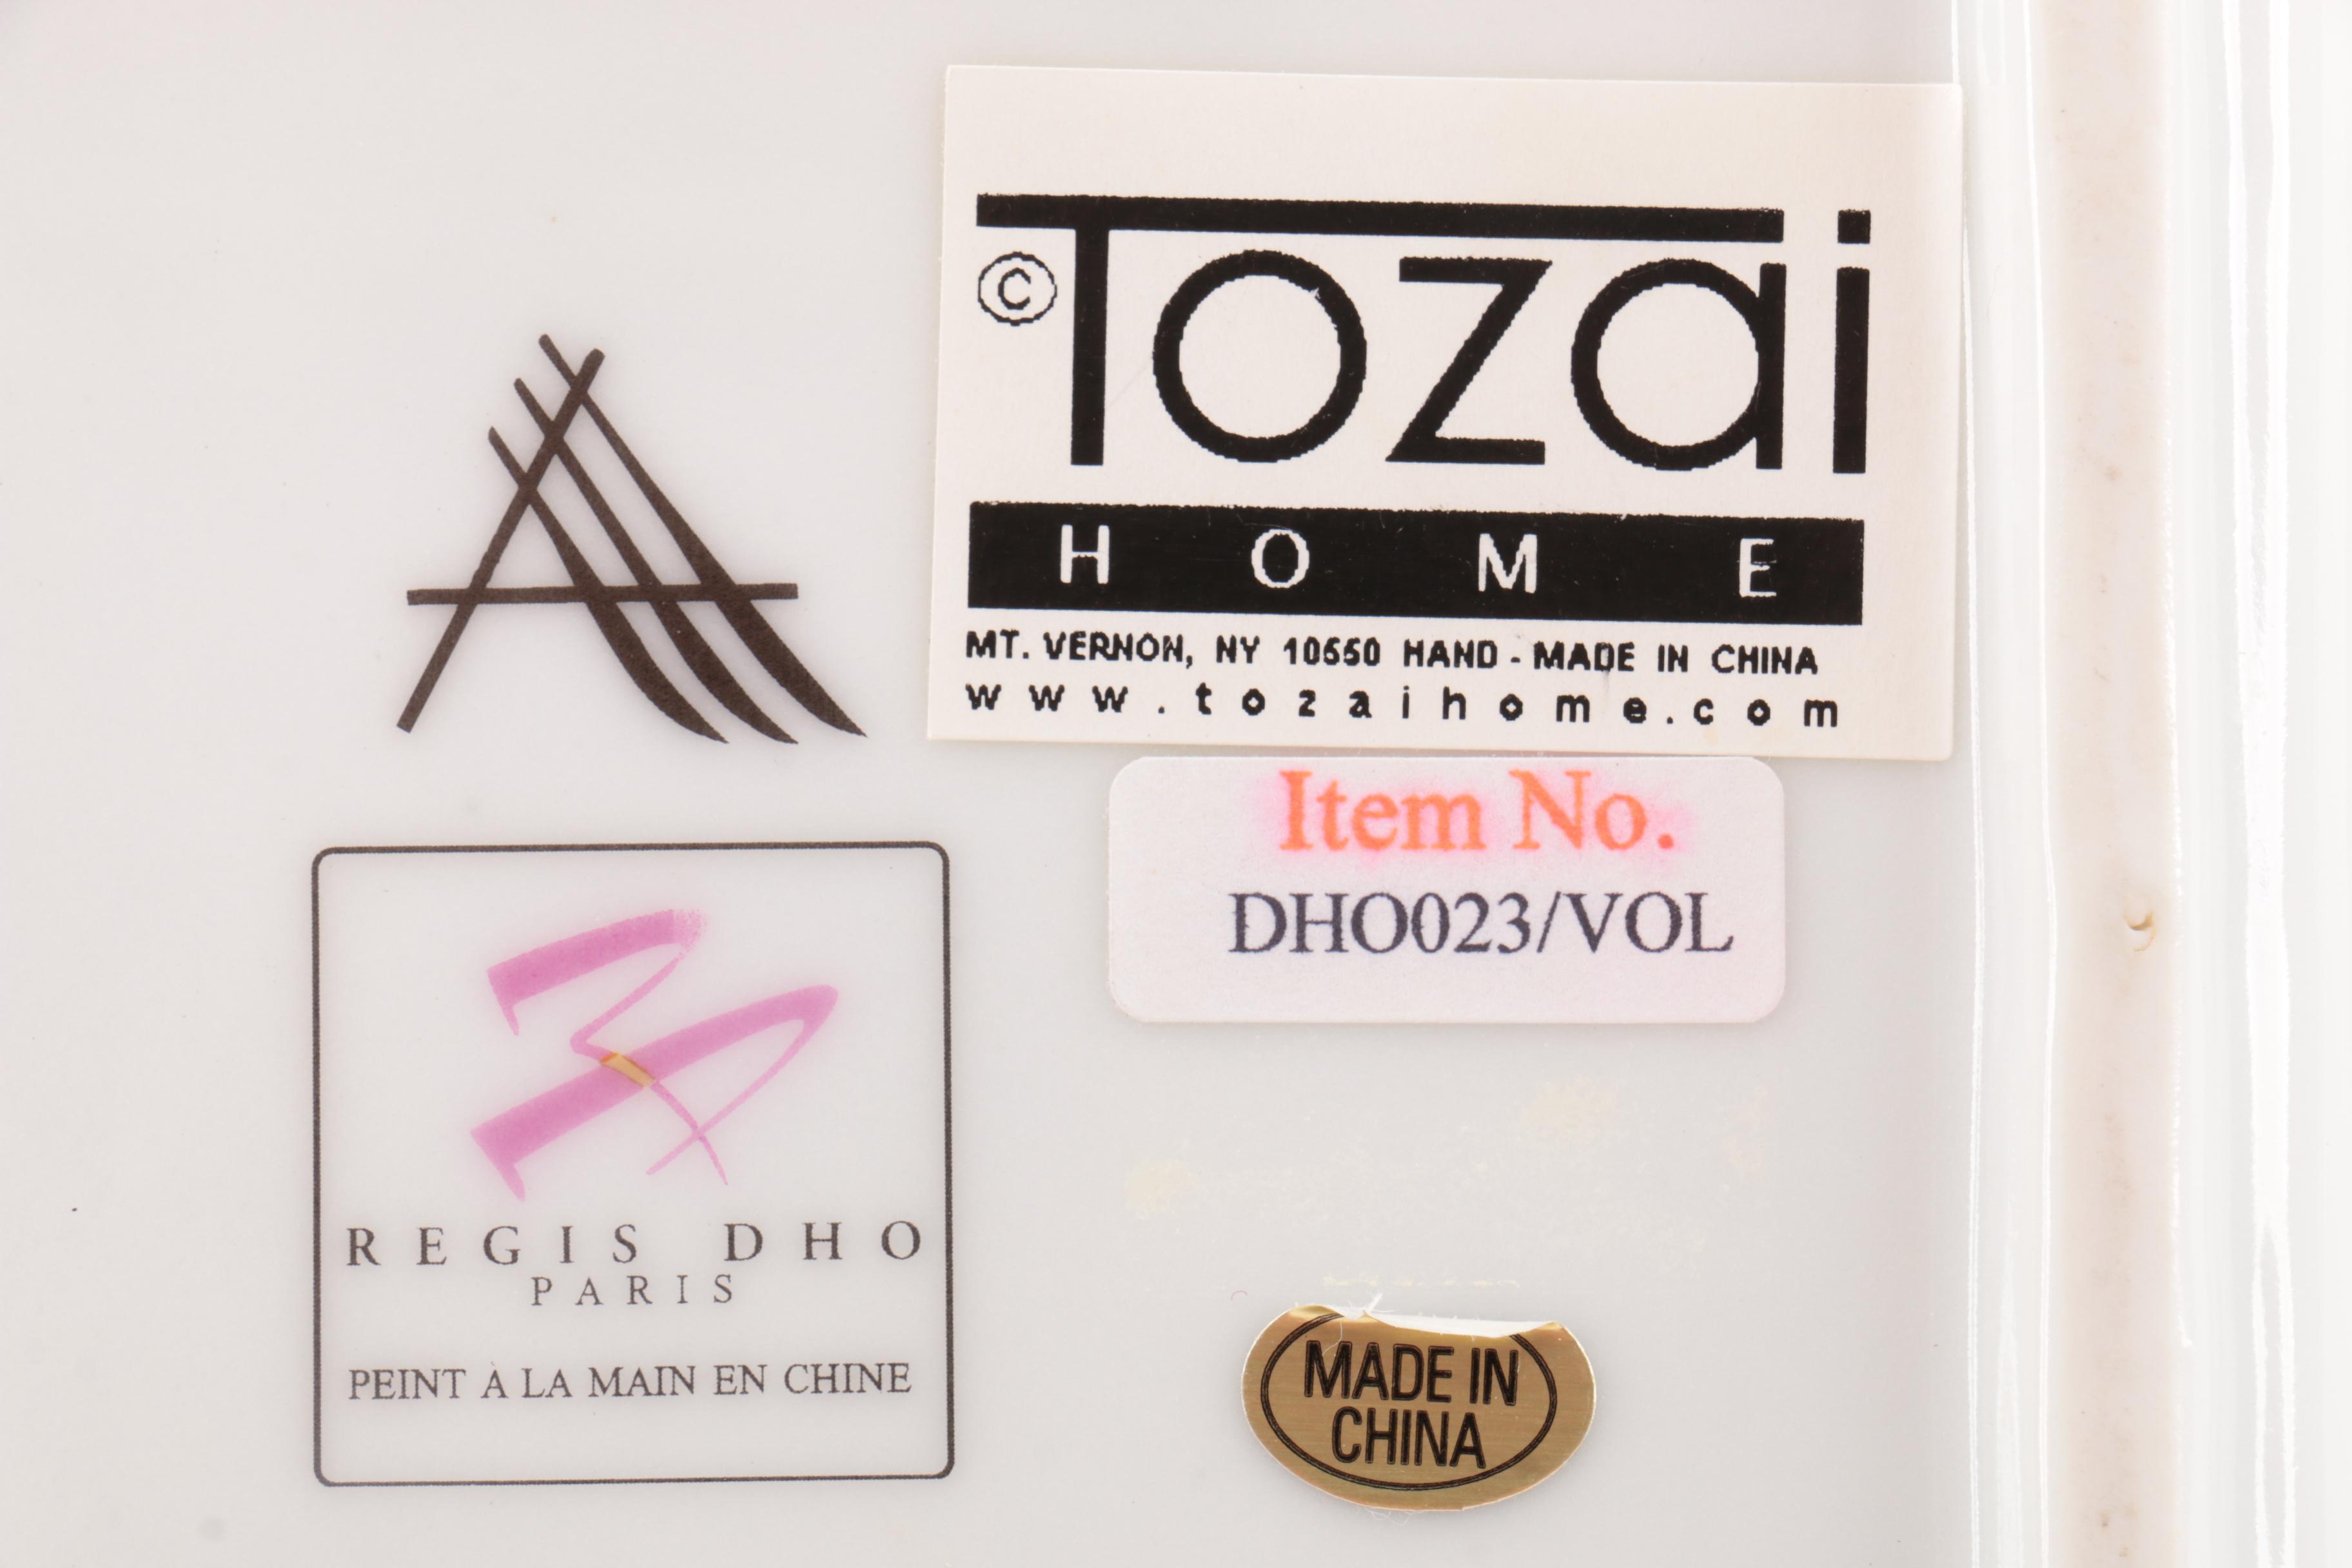 © Tozai
HOME
MT. VERNON, NY 10550 HAND-MADE IN CHINA
www.tozaihome.com
Item No.
DHO023/VOL
REGIS DHO
PARIS
PEINT À LA MAIN EN CHINE
MADE IN
CHINA